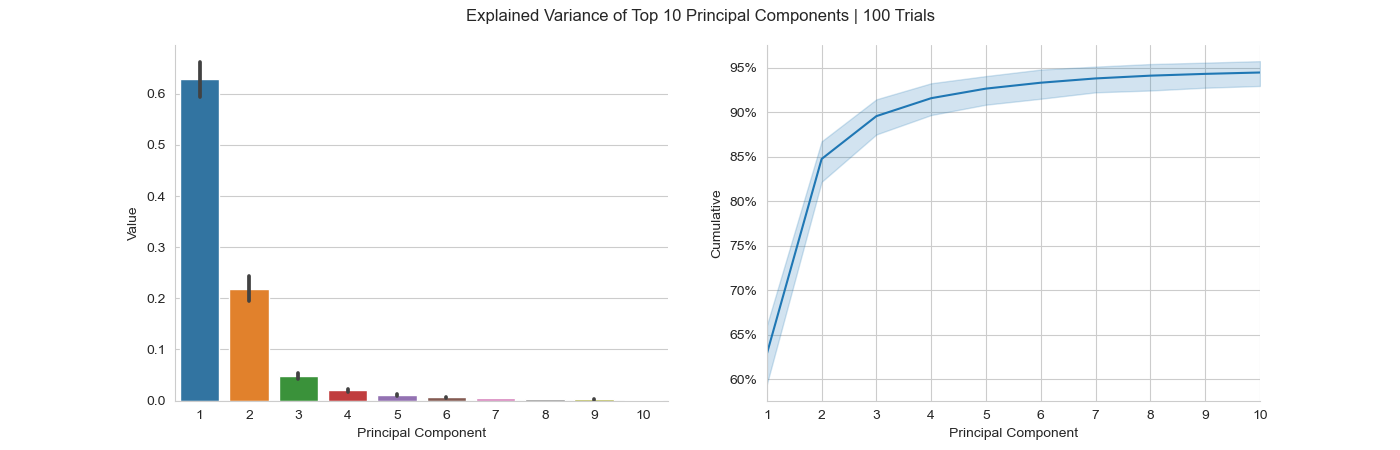 Explained Variance of Top 10 Principal Components | 100 Trials
Value
0.6
0.5
0.4
0.3
0.2
0.1
0.0
1 2 3 4 5 6 7 8 9 10
Principal Component
Cumulative
95%
90%
85%
80%
75%
70%
65%
60%
1 2 3 4 5 6 7 8 9 10
Principal Component